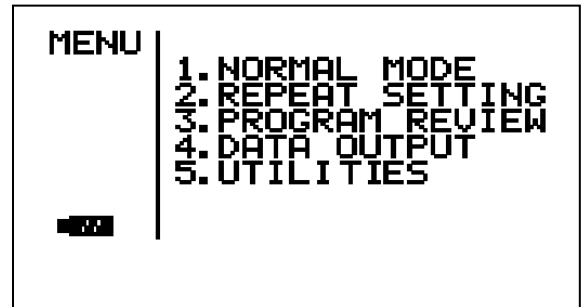 MENU
1.NORMAL MODE
2.REPEAT SETTING
3.PROGRAM REVIEW
4.DATA OUTPUT
5.UTILITIES